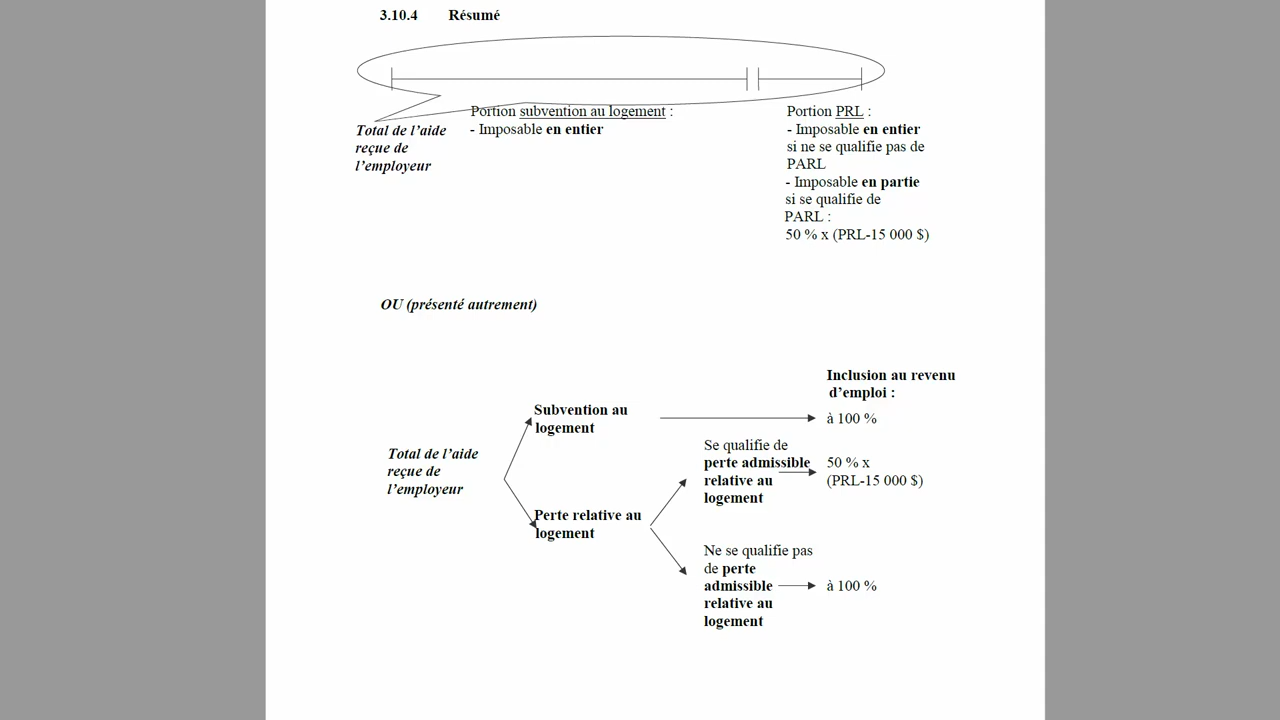 3.10.4 Résumé
Portion subvention au logement :
- Imposable en entier
Portion PRL :
- Imposable en entier
si ne se qualifie pas de
PARL
- Imposable en partie
si se qualifie de
PARL :
50 % x (PRL-15 000 $)
Total de l’aide
reçue de
l’employeur
OU (présenté autrement)
Inclusion au revenu
d’emploi :
Subvention au
logement
à 100 %
Total de l’aide
reçue de
l’employeur
Se qualifie de
perte admissible
relative au
logement
50 % x
(PRL-15 000 $)
Perte relative au
logement
Ne se qualifie pas
de perte
admissible
relative au
logement
à 100 %